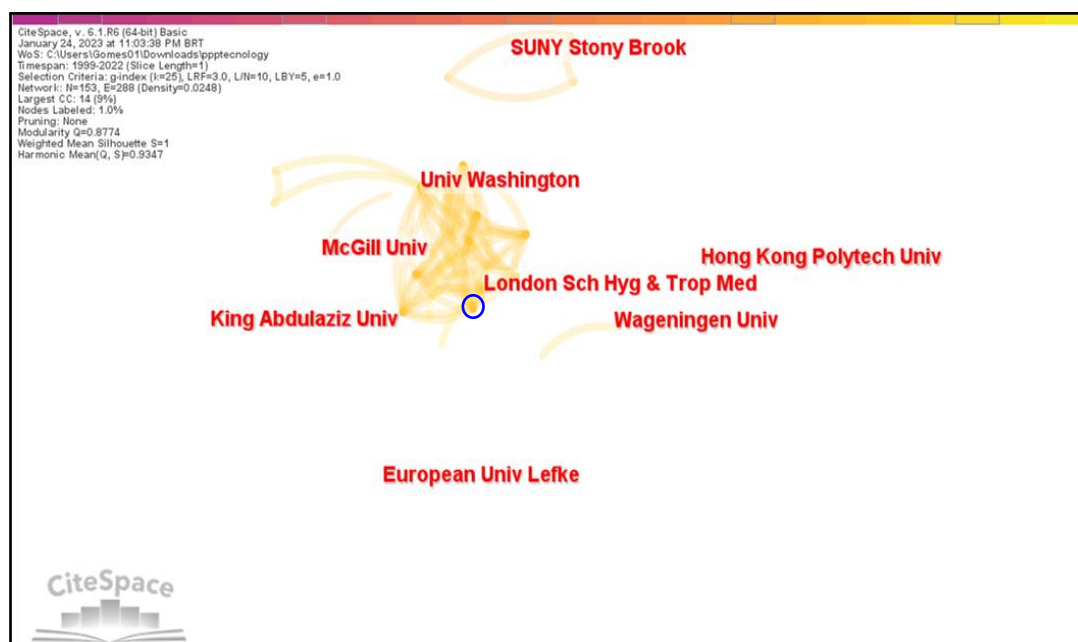 CiteSpace, v. 6.1.R6 (64-bit) Basic
January 24, 2023 at 11:03:38 PM BRT
WoS: C:\Users\Gomes01\Downloads\ppptecnology
Timespan: 1999-2022 (Slice Length=1)
Selection Criteria: g-index (k=25), LRF=3.0, L/N=10, LBY=5, e=1.0
Network: N=153, E=288 (Density=0.0248)
Largest CC: 14 (9%)
Nodes Labeled: 1.0%
Pruning: None
Modularity Q=0.8774
Weighted Mean Silhouette S=1
Harmonic Mean(Q, S)=0.9347
SUNY Stony Brook
Univ Washington
McGill Univ
Hong Kong Polytech Univ
London Sch Hyg & Trop Med
King Abdulaziz Univ
Wageningen Univ
European Univ Lefke
CiteSpace